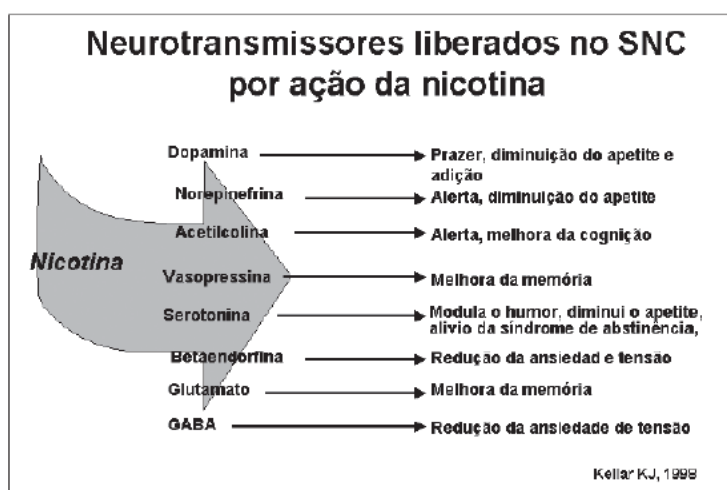 Neurotransmissores liberados no SNC
por ação da nicotina
Nicotina
Dopamina Prazer, diminuição do apetite e
adição
Norepinefrina Alerta, diminuição do apetite
Acetilcolina Alerta, melhora da cognição
Vasopressina Melhora da memória
Serotonina Modula o humor, diminui o apetite,
alivio da síndrome de abstinência,
Betaendorfina Redução da ansiedad e tensão
Glutamato Melhora da memória
GABA Redução da ansiedade de tensão
Kellar KJ, 1998